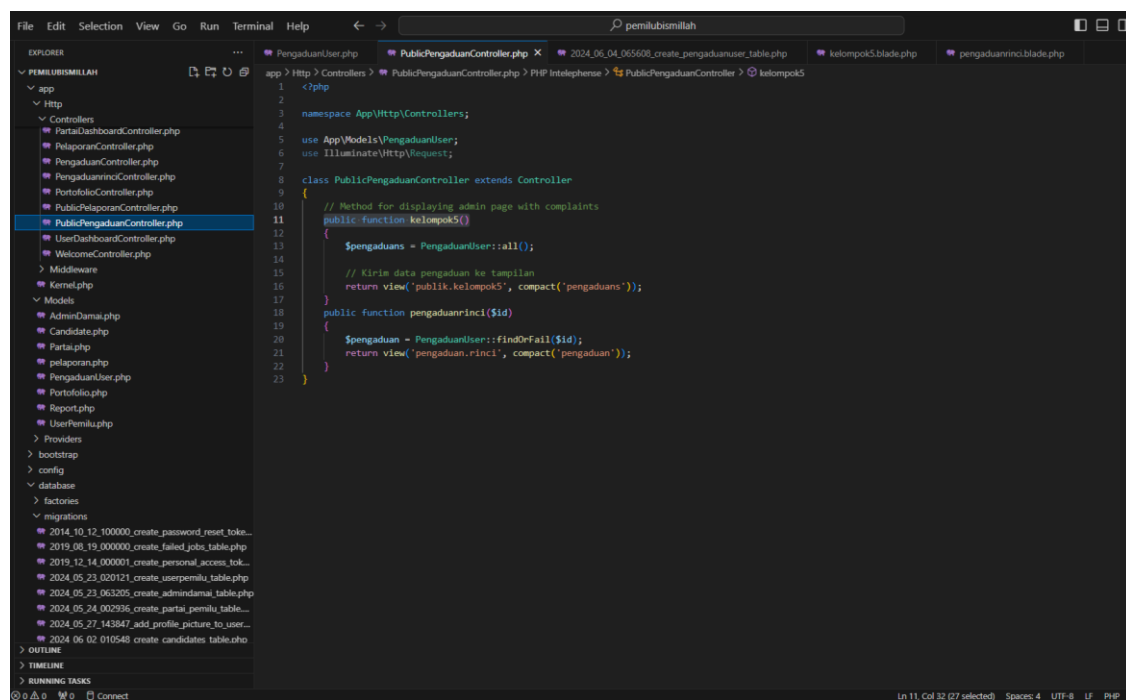 File Edit Selection View Go Run Terminal Help
pemilubismillah
EXPLORER
PengaduanUser.php
PublicPengaduanController.php
2024_06_04_065608_create_pengaduanuser_table.php
kelompok5.blade.php
pengaduanrinci.blade.php
PEMILUBISMILLAH
app > Http > Controllers > PublicPengaduanController.php > PHP Intelephense > PublicPengaduanController > kelompok5
app
Http
Controllers
PartaiDashboardController.php
PelaporanController.php
PengaduanController.php
PengaduanrinciController.php
PortofolioController.php
PublicPelaporanController.php
PublicPengaduanController.php
UserDashboardController.php
WelcomeController.php
Middleware
Kernel.php
Models
AdminDamai.php
Candidate.php
Partai.php
pelaporan.php
PengaduanUser.php
Portofolio.php
Report.php
UserPemilu.php
Providers
bootstrap
config
database
factories
migrations
2014_10_12_100000_create_password_reset_toke...
2019_08_19_000000_create_failed_jobs_table.php
2019_12_14_000001_create_personal_access_tok...
2024_05_23_020121_create_userpemilu_table.php
2024_05_23_063205_create_admindamai_table.php
2024_05_24_002936_create_partai_pemilu_table....
2024_05_27_143847_add_profile_picture_to_user...
2024_06_02_010548_create_candidates_table.php
OUTLINE
TIMELINE
RUNNING TASKS
1 <?php
2
3 namespace App\Http\Controllers;
4
5 use App\Models\PengaduanUser;
6 use Illuminate\Http\Request;
7
8 class PublicPengaduanController extends Controller
9 {
10 // Method for displaying admin page with complaints
11 public function kelompok5()
12 {
13 $pengaduans = PengaduanUser::all();
14
15 // Kirim data pengaduan ke tampilan
16 return view('publik.kelompok5', compact('pengaduans'));
17 }
18 public function pengaduanrinci($id)
19 {
20 $pengaduan = PengaduanUser::findOrFail($id);
21 return view('pengaduan.rinci', compact('pengaduan'));
22 }
23 }
0 0 0 Connect
Ln 11, Col 32 (27 selected) Spaces: 4 UTF-8 LF PHP